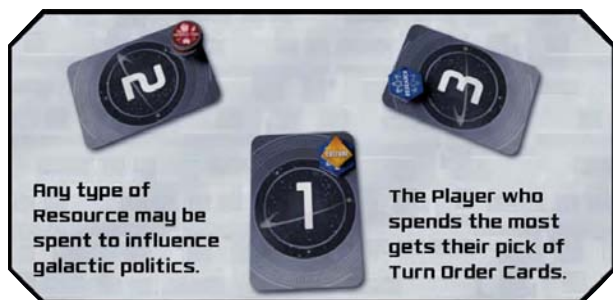 2
3
1
Any type of
Resource may be
spent to influence
galactic politics.
The Player who
spends the most
gets their pick of
Turn Order Cards.